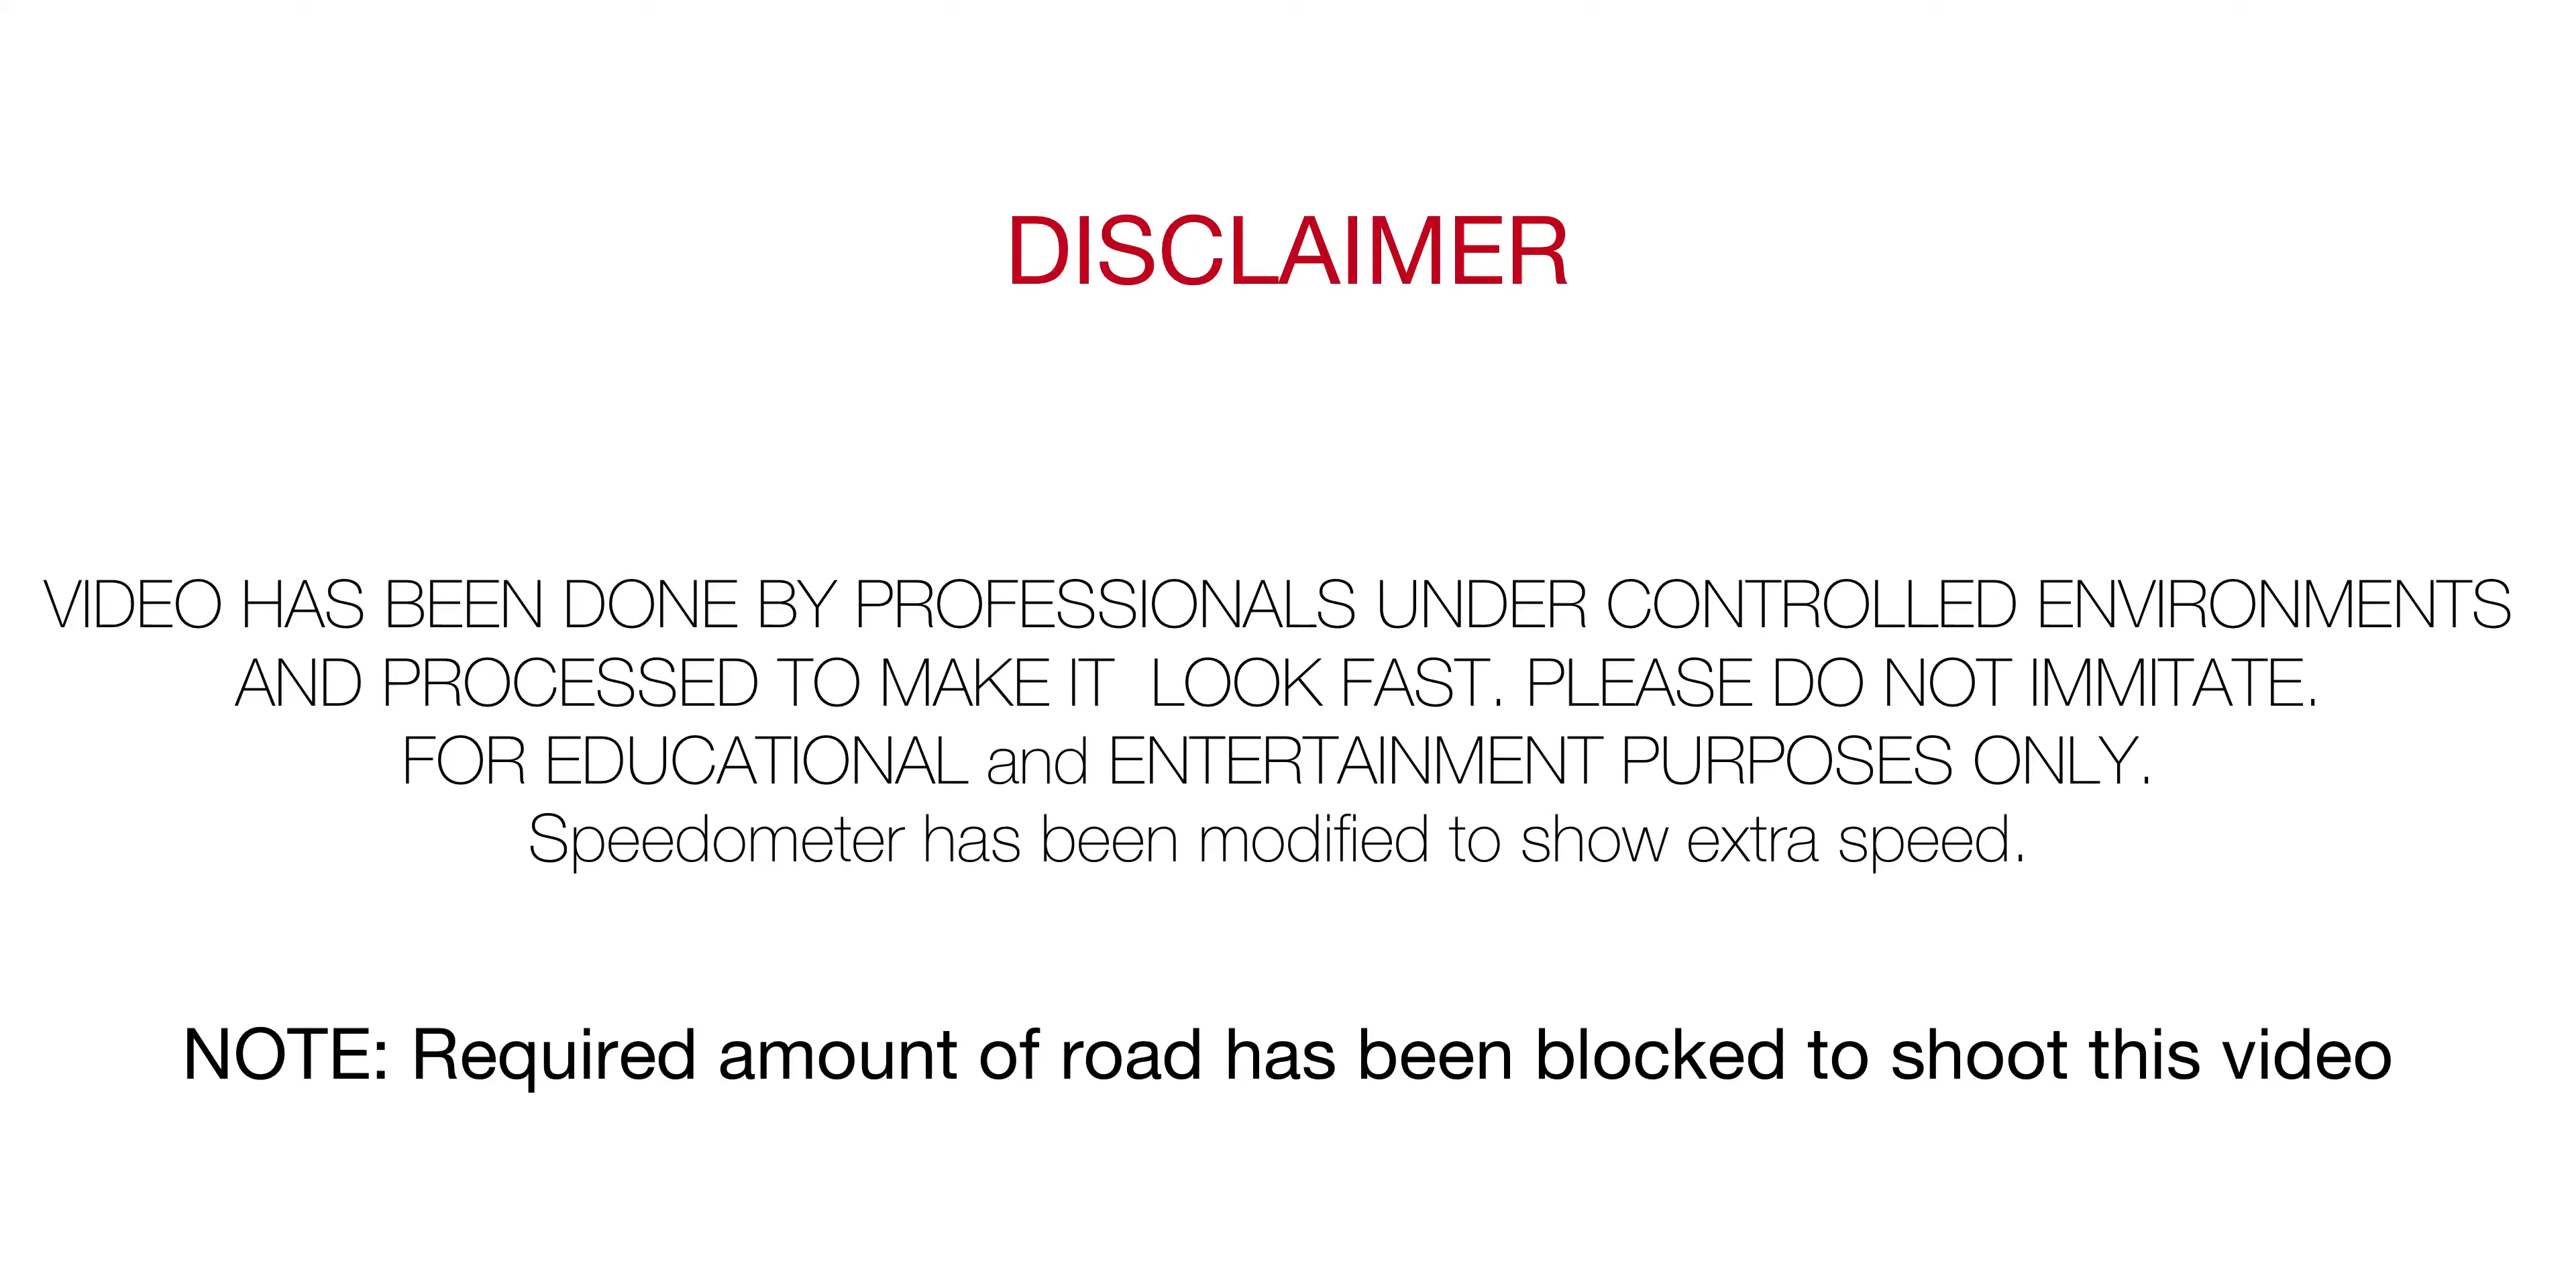 DISCLAIMER
VIDEO HAS BEEN DONE BY PROFESSIONALS UNDER CONTROLLED ENVIRONMENTS
AND PROCESSED TO MAKE IT  LOOK FAST. PLEASE DO NOT IMMITATE.
FOR EDUCATIONAL and ENTERTAINMENT PURPOSES ONLY.
Speedometer has been modified to show extra speed.
NOTE: Required amount of road has been blocked to shoot this video